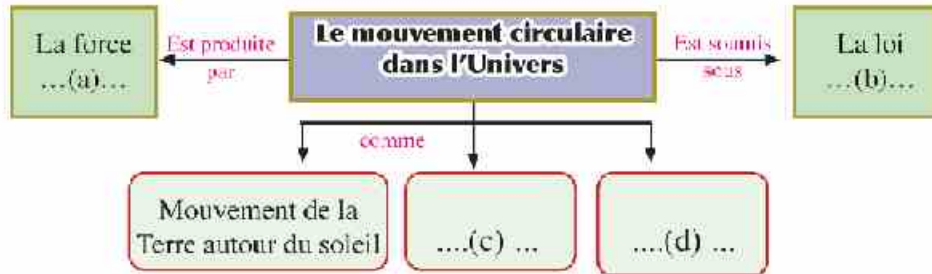 Le mouvement circulaire
dans l'Univers
Est produite
par
La force
...(a)...
Est soumis
sous
La loi
...(b)...
comme
Mouvement de la
Terre autour du soleil
....(c) ...
....(d) ...